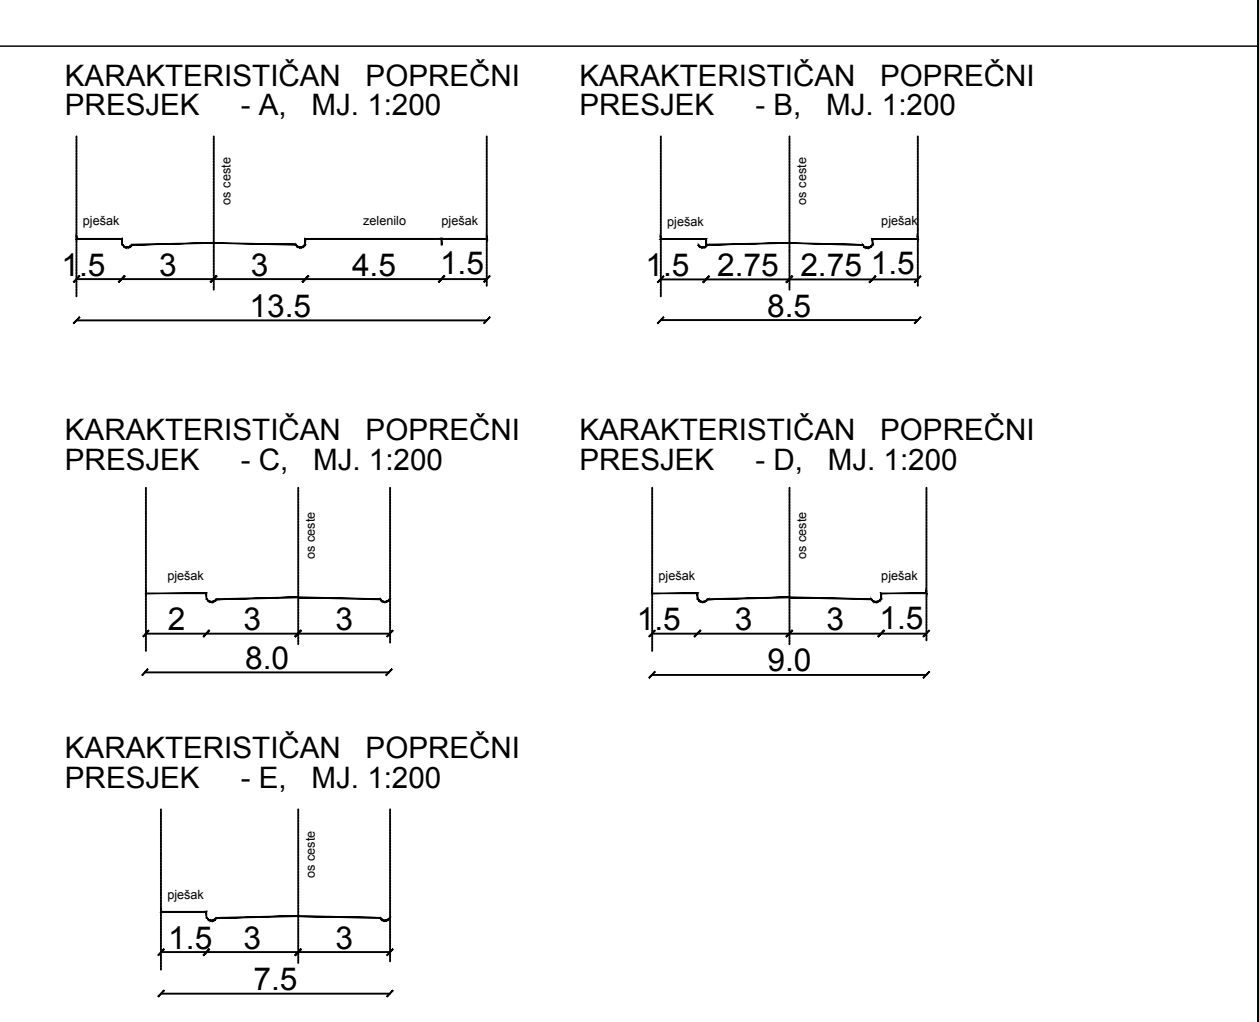 KARAKTERISTIČAN POPREČNI
PRESJEK - A, MJ. 1:200
os ceste
pješak zelenilo pješak
1.5 3 3 4.5 1.5
13.5
KARAKTERISTIČAN POPREČNI
PRESJEK - B, MJ. 1:200
os ceste
pješak pješak
1.5 2.75 2.75 1.5
8.5
KARAKTERISTIČAN POPREČNI
PRESJEK - C, MJ. 1:200
os ceste
pješak
2 3 3
8.0
KARAKTERISTIČAN POPREČNI
PRESJEK - D, MJ. 1:200
os ceste
pješak pješak
1.5 3 3 1.5
9.0
KARAKTERISTIČAN POPREČNI
PRESJEK - E, MJ. 1:200
os ceste
pješak
1.5 3 3
7.5